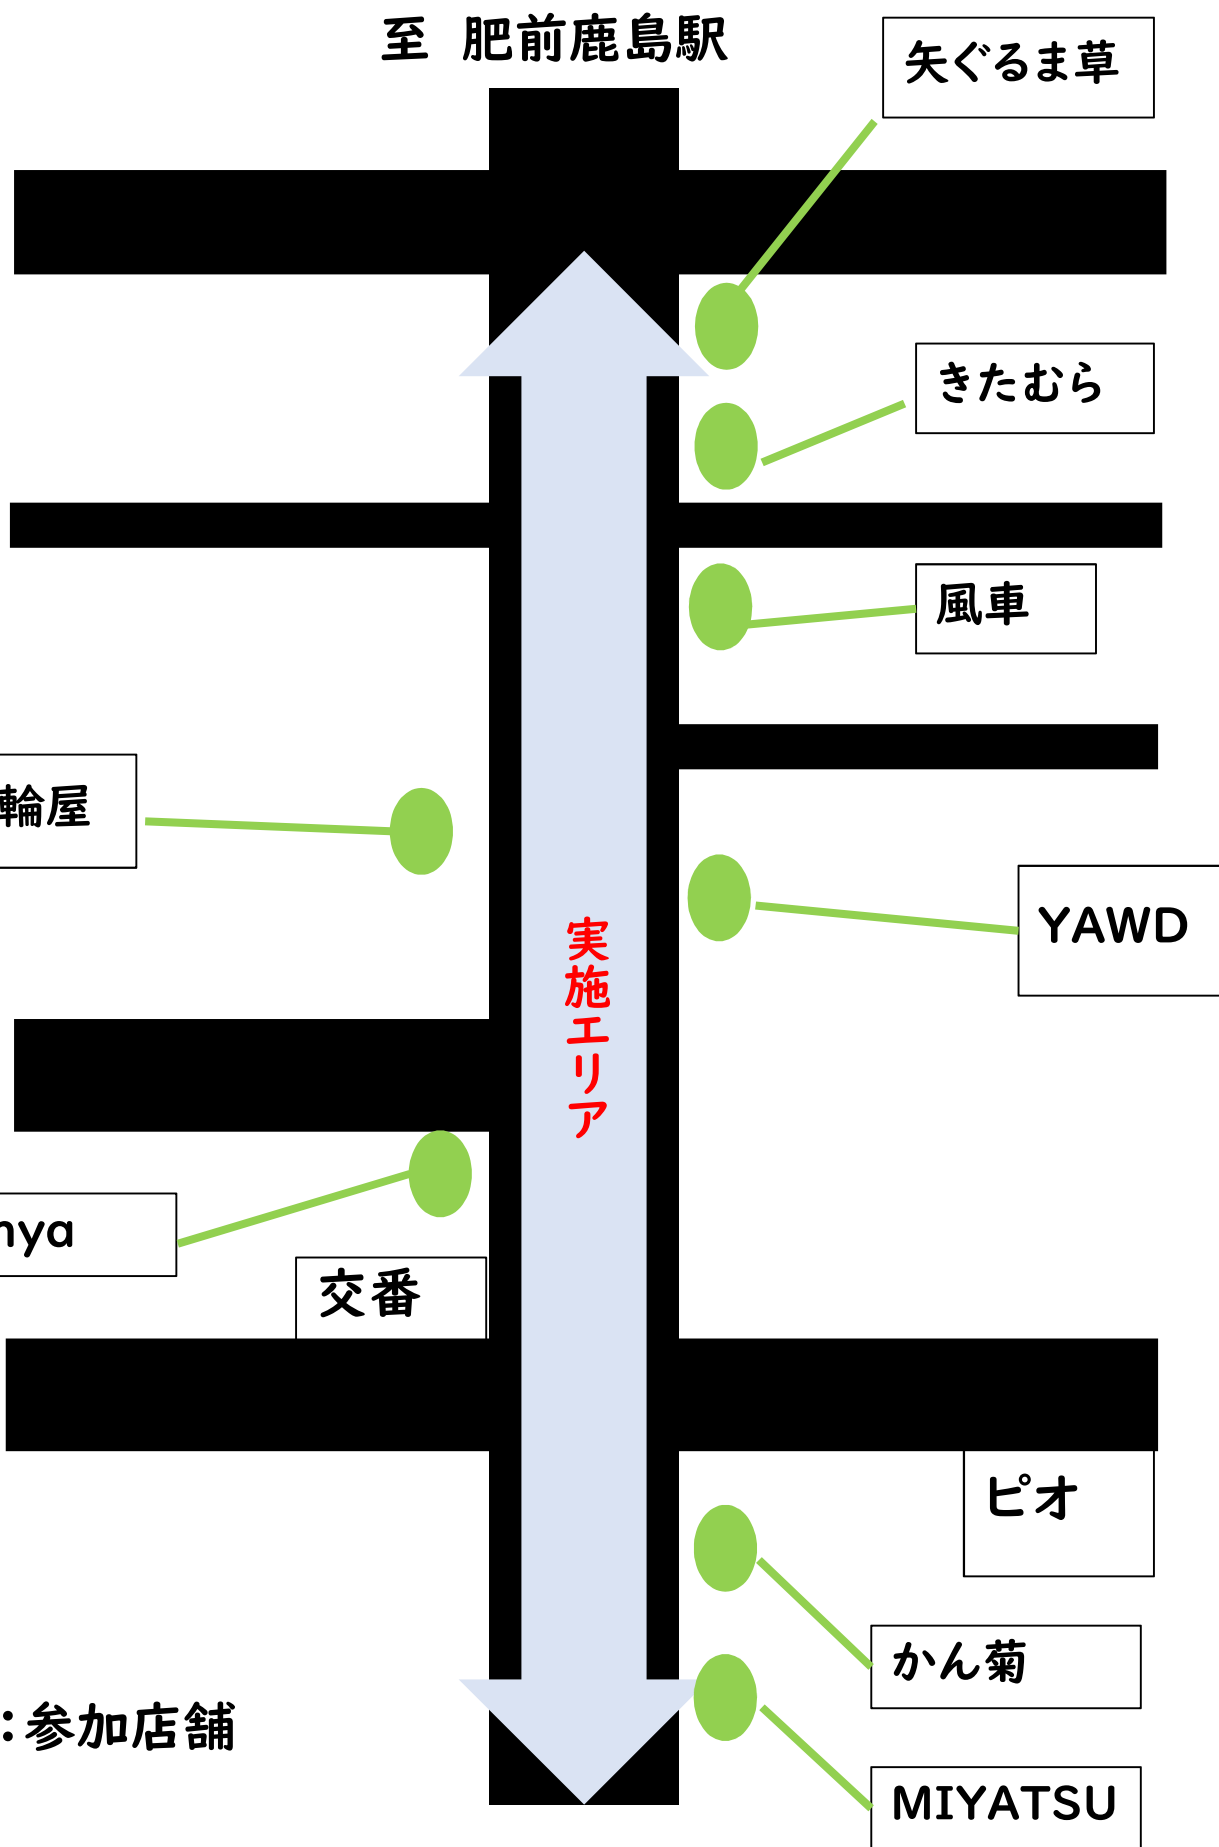 至 肥前鹿島駅
矢ぐるま草
きたむら
風車
輪屋
YAWD
実施エリア
nya
交番
ピオ
かん菊
:参加店舗
MIYATSU